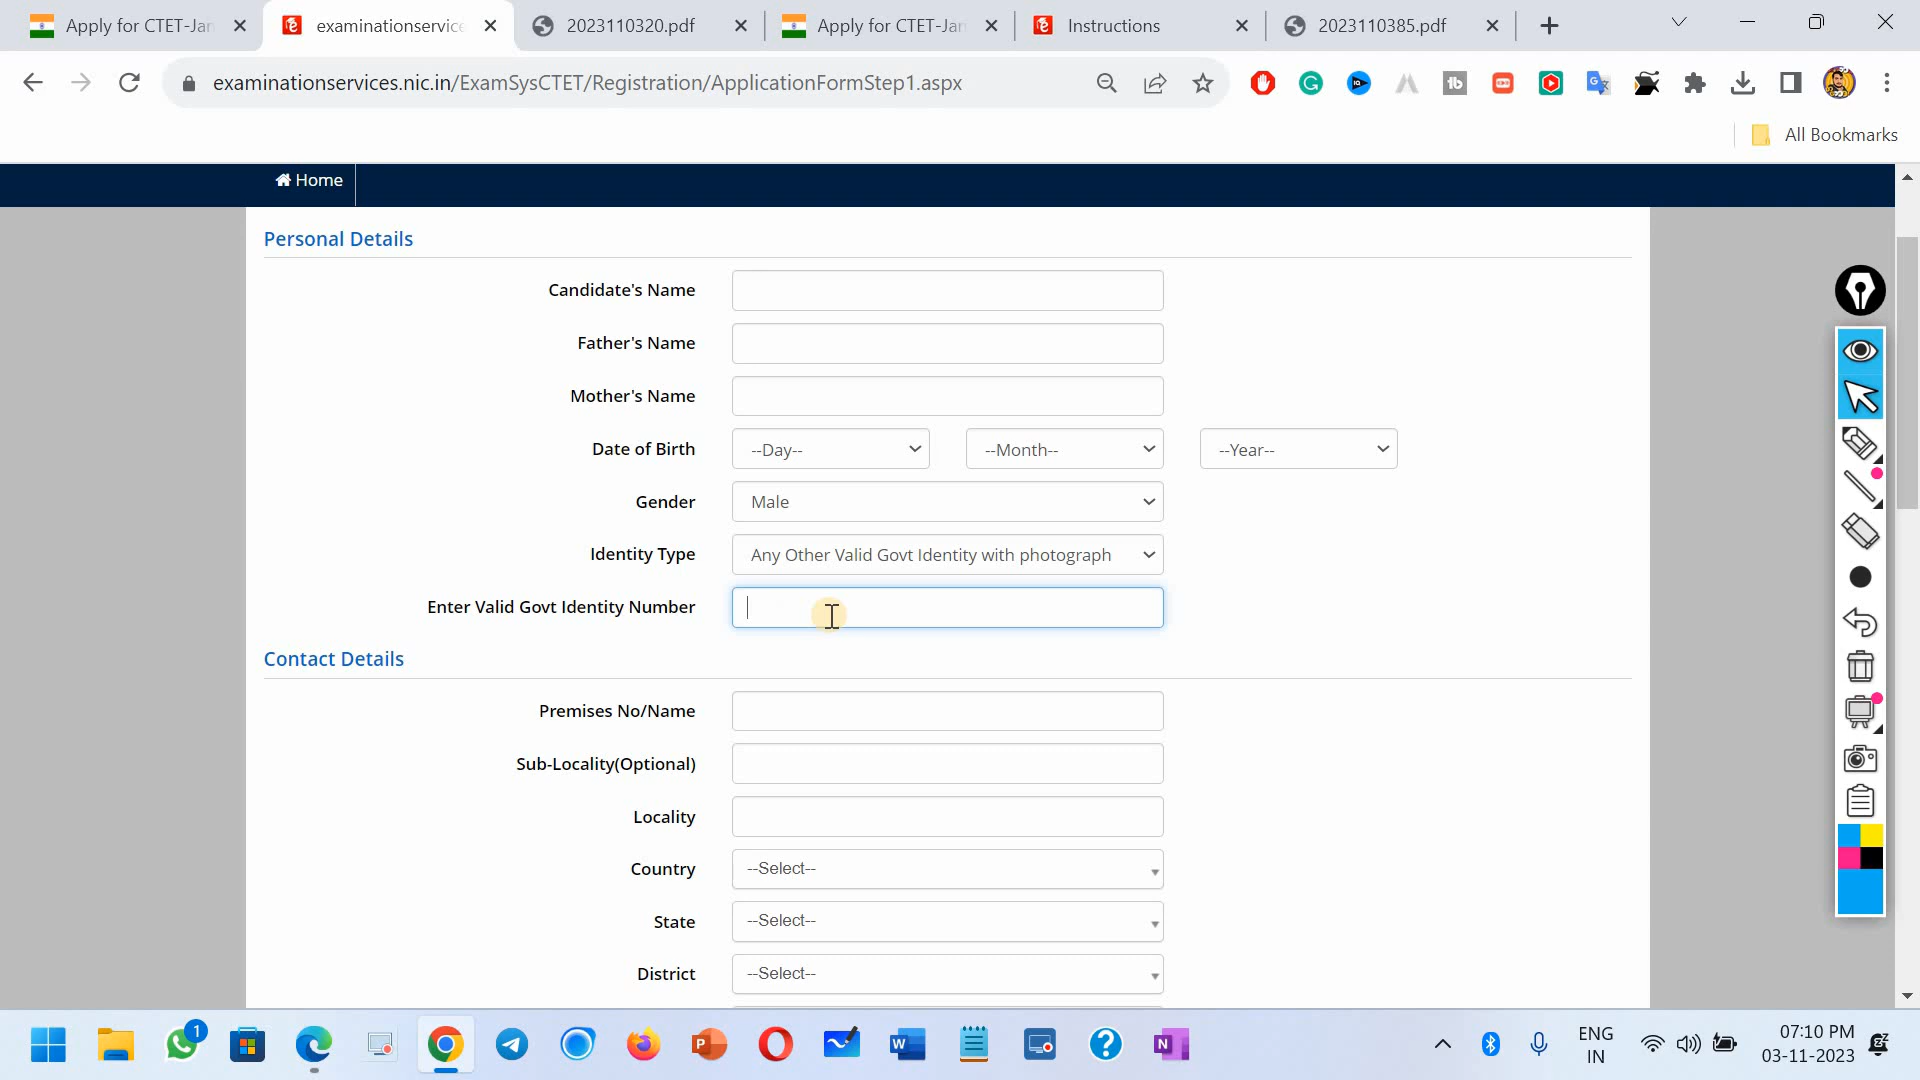 Apply for CTET-Jan
examinationservice
2023110320.pdf
Apply for CTET-Jan
Instructions
2023110385.pdf
examinationservices.nic.in/ExamSysCTET/Registration/ApplicationFormStep1.aspx
All Bookmarks
Home
Personal Details
Candidate's Name
Father's Name
Mother's Name
Date of Birth --Day-- --Month-- --Year--
Gender Male
Identity Type Any Other Valid Govt Identity with photograph
Enter Valid Govt Identity Number
Contact Details
Premises No/Name
Sub-Locality(Optional)
Locality
Country --Select--
State --Select--
District --Select--
1
ENG
IN
07:10 PM
03-11-2023